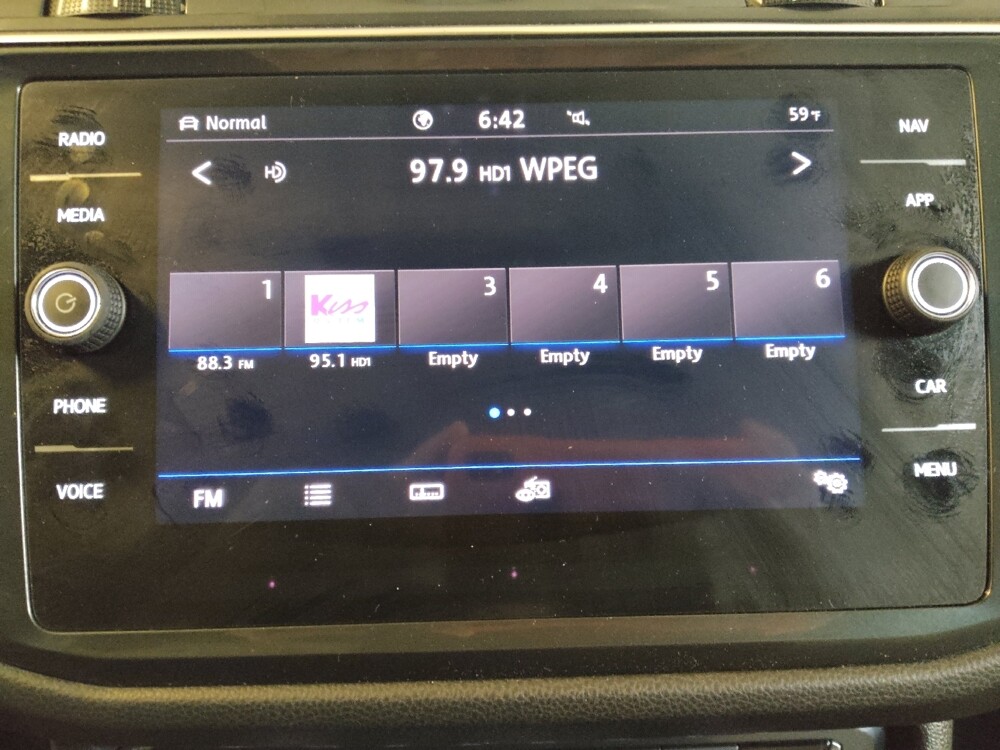 RADIO
MEDIA
PHONE
VOICE
Normal
6:42
59°F
97.9 HD1 WPEG
1
Kiss
3
4
5
6
88.3 FM
95.1 HD1
Empty
Empty
Empty
Empty
FM
NAV
APP
CAR
MENU